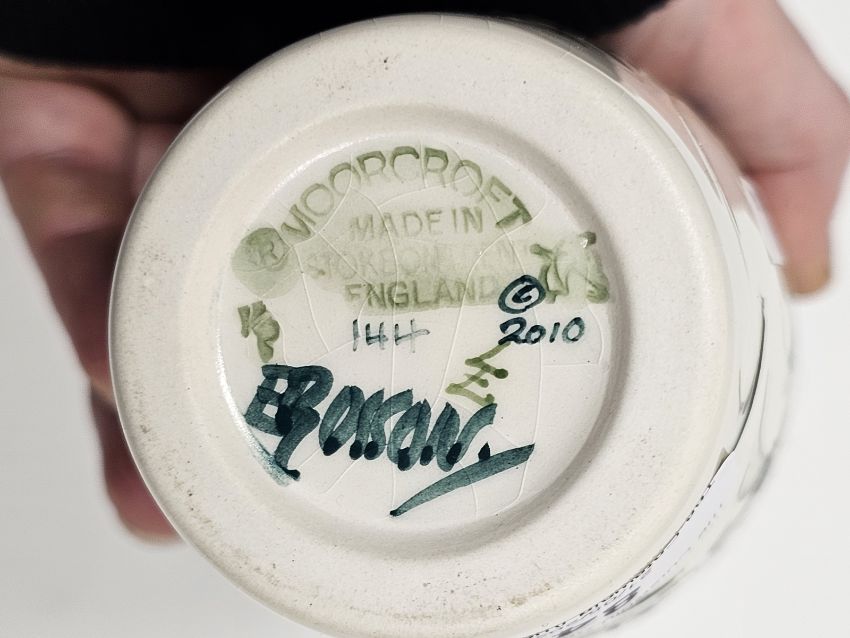 MOORCROFT
MADE IN
STOKE ON TRENT
ENGLAND
R
©
144
2010